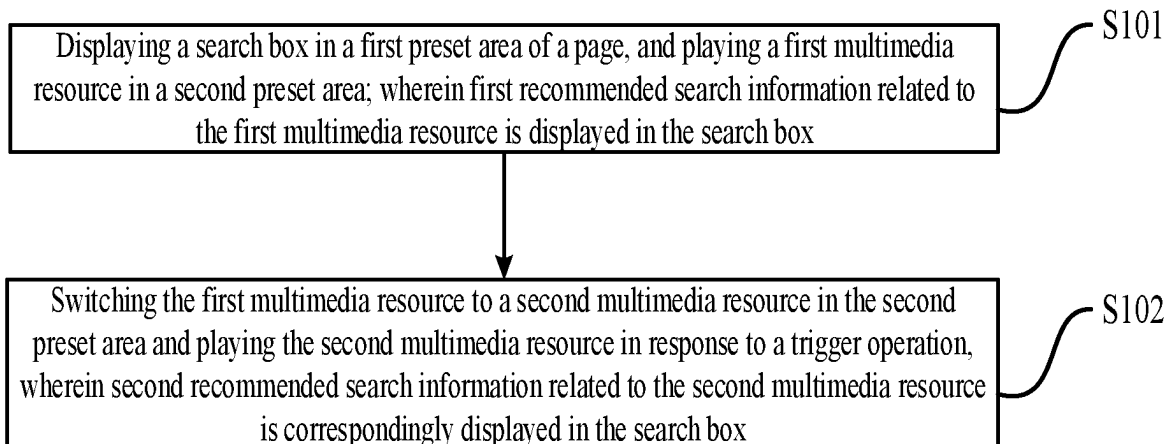 Displaying a search box in a first preset area of a page, and playing a first multimedia
resource in a second preset area; wherein first recommended search information related to
the first multimedia resource is displayed in the search box
S101
Switching the first multimedia resource to a second multimedia resource in the second
preset area and playing the second multimedia resource in response to a trigger operation,
wherein second recommended search information related to the second multimedia resource
is correspondingly displayed in the search box
S102